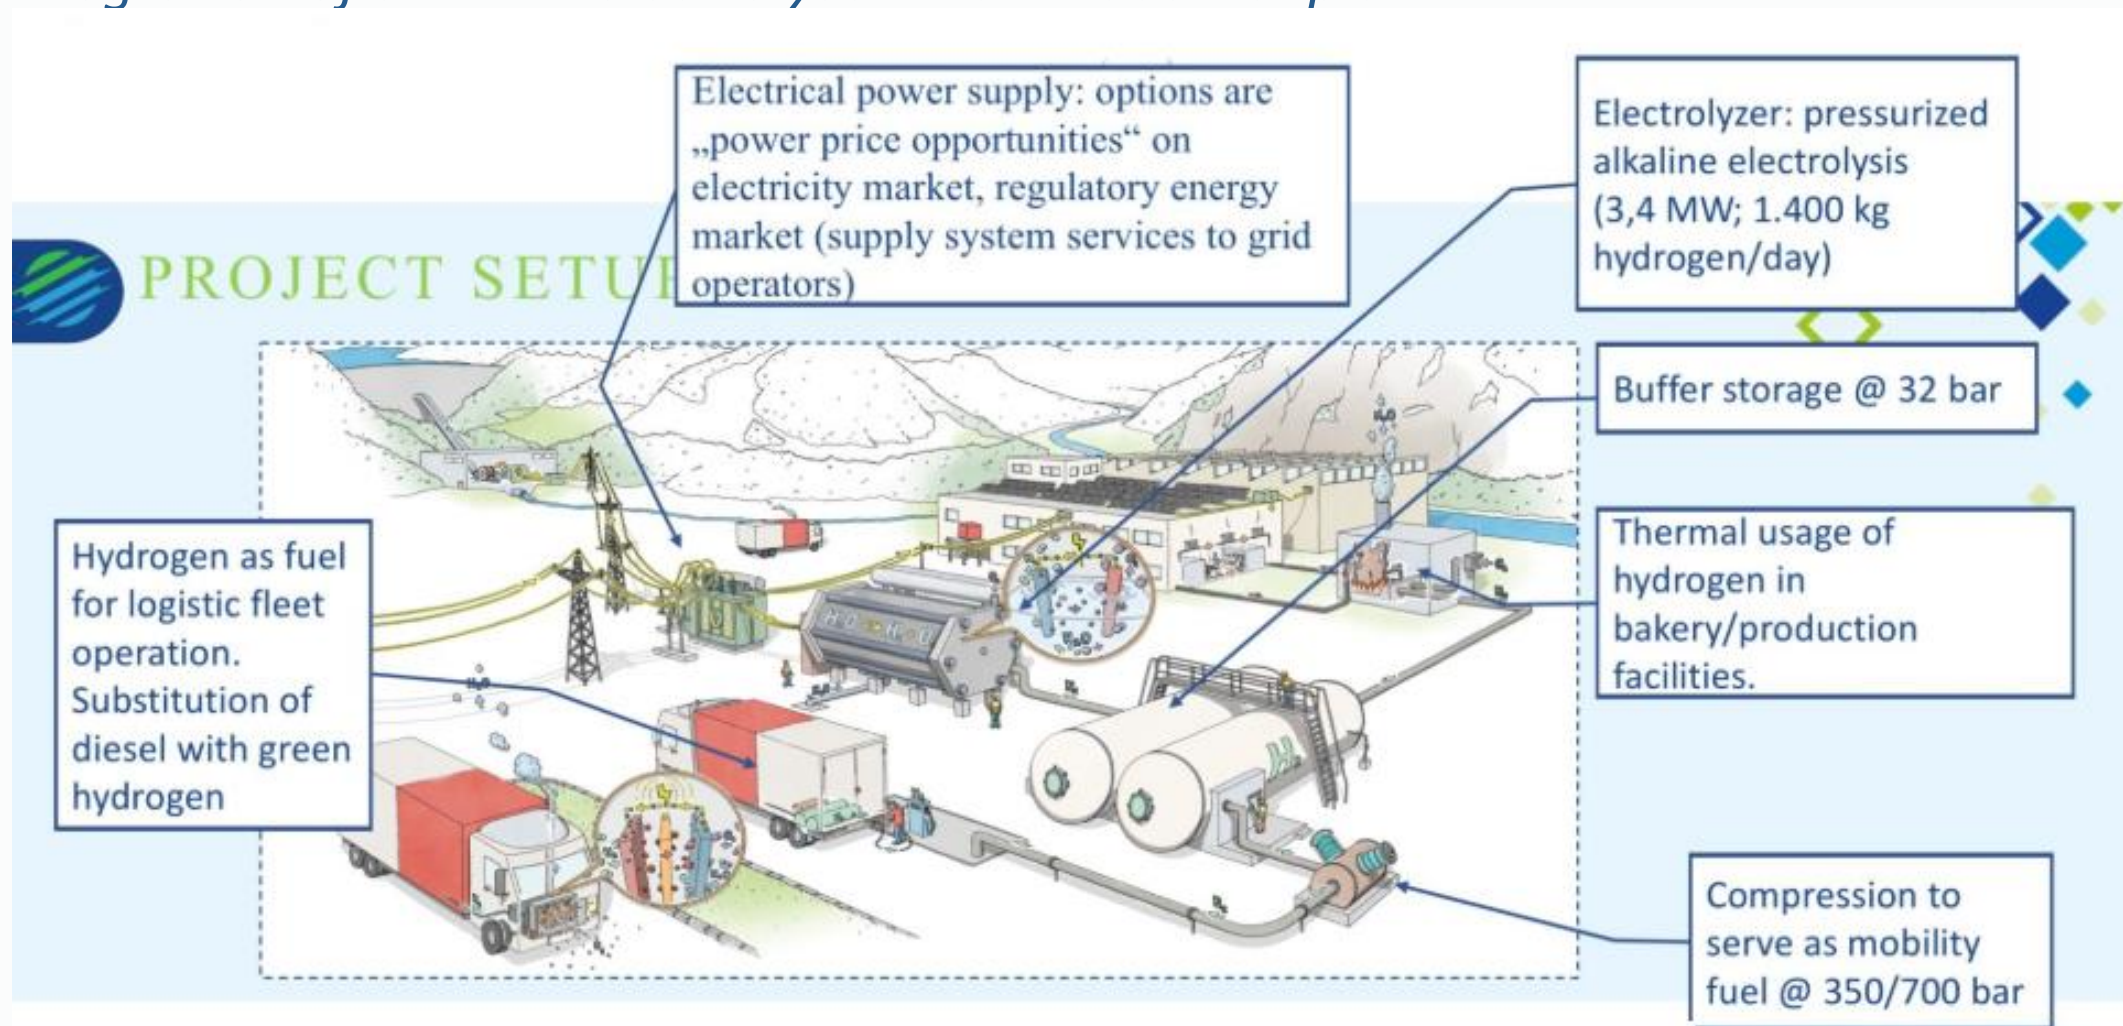 Electrical power supply: options are
„power price opportunities“ on
electricity market, regulatory energy
market (supply system services to grid
operators)
Electrolyzer: pressurized
alkaline electrolysis
(3,4 MW; 1.400 kg
hydrogen/day)
PROJECT SETU
Buffer storage @ 32 bar
Thermal usage of
hydrogen in
bakery/production
facilities.
Hydrogen as fuel
for logistic fleet
operation.
Substitution of
diesel with green
hydrogen
Compression to
serve as mobility
fuel @ 350/700 bar
H₂